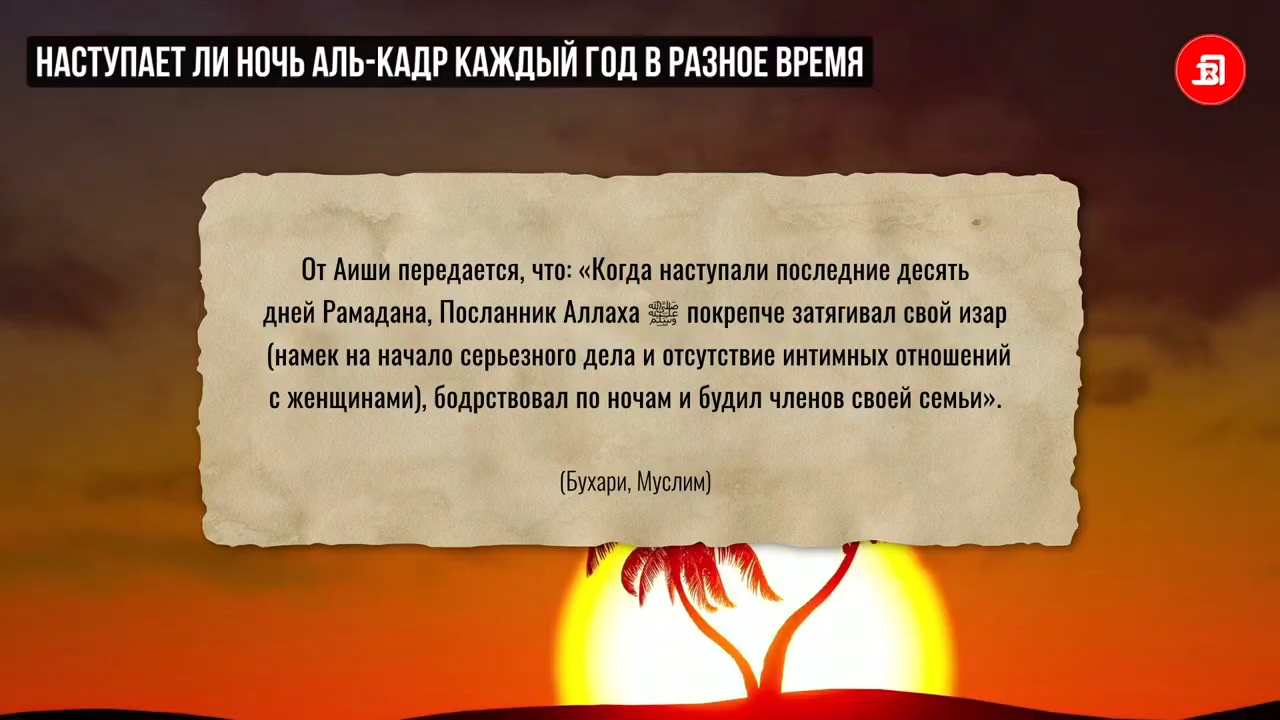 НАСТУПАЕТ ЛИ НОЧЬ АЛЬ-КАДР КАЖДЫЙ ГОД В РАЗНОЕ ВРЕМЯ
От Аиши передается, что: «Когда наступали последние десять
дней Рамадана, Посланник Аллаха ﷺ покрепче затягивал свой изар
(намек на начало серьезного дела и отсутствие интимных отношений
с женщинами), бодрствовал по ночам и будил членов своей семьи».
(Бухари, Муслим)